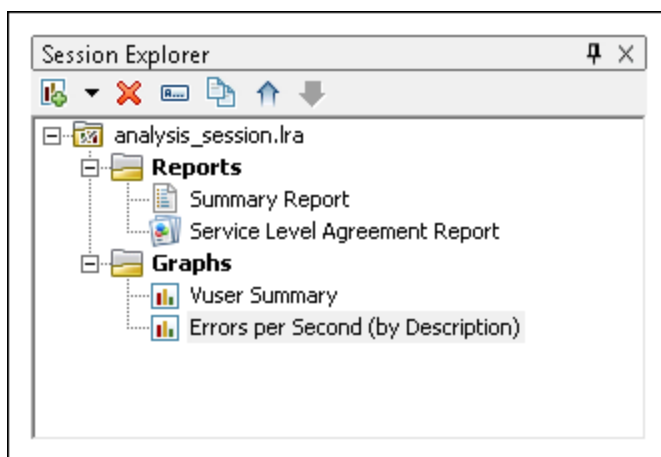 Session Explorer
analysis_session.lra
Reports
Summary Report
Service Level Agreement Report
Graphs
Vuser Summary
Errors per Second (by Description)